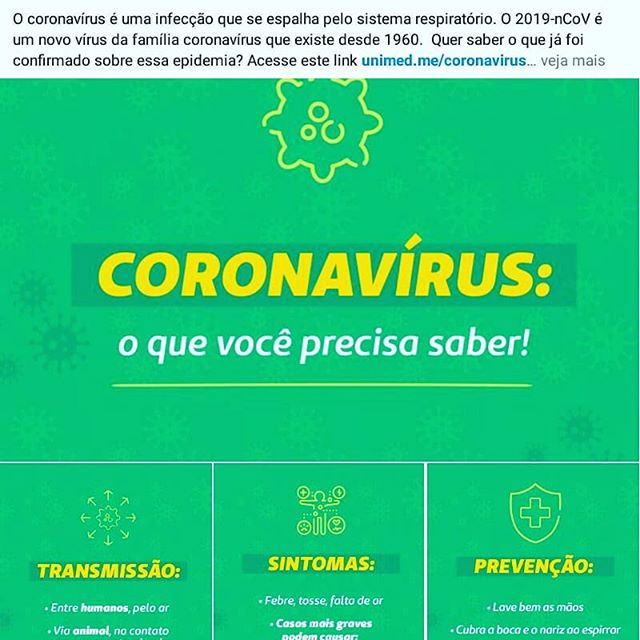 O coronavírus é uma infecção que se espalha pelo sistema respiratório. O 2019-nCoV é
um novo vírus da família coronavírus que existe desde 1960. Quer saber o que já foi
confirmado sobre essa epidemia? Acesse este link unimed.me/coronavirus... veja mais
CORONAVÍRUS:
o que você precisa saber!
TRANSMISSÃO:
• Entre humanos, pelo ar
• Via animal, no contato
SINTOMAS:
• Febre, tosse, falta de ar
• Casos mais graves
podem causar:
PREVENÇÃO:
• Lave bem as mãos
• Cubra a boca e o nariz ao espirrar